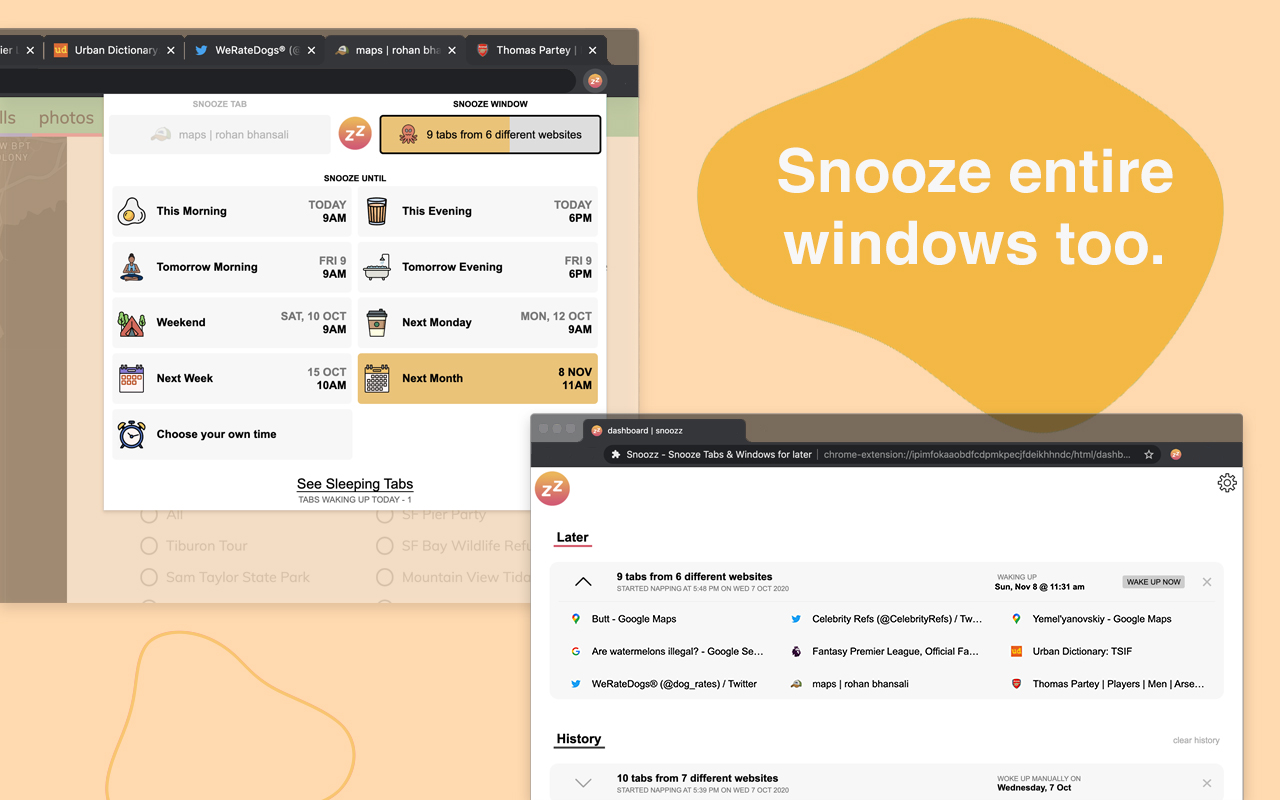 Urban Dictionary
WeRateDogs® (@
maps | rohan bha
Thomas Partey |
zz
lls photos
W BPT
OLONY
SNOOZE TAB
SNOOZE WINDOW
maps | rohan bhansali
zz
9 tabs from 6 different websites
SNOOZE UNTIL
This Morning
TODAY
9AM
This Evening
TODAY
6PM
Tomorrow Morning
FRI 9
9AM
Tomorrow Evening
FRI 9
6PM
Weekend
SAT, 10 OCT
9AM
Next Monday
MON, 12 OCT
9AM
Next Week
15 OCT
10AM
Next Month
8 NOV
11AM
Choose your own time
See Sleeping Tabs
TABS WAKING UP TODAY - 1
All
SF Pier Party
Tiburon Tour
SF Bay Wildlife Refu
Sam Taylor State Park
Mountain View Tida
Snooze entire
windows too.
dashboard | snoozz
Snoozz - Snooze Tabs & Windows for later | chrome-extension://ipimfokaaobdfcdpmkpecjfdeikhhndc/html/dashb...
zz
Later
9 tabs from 6 different websites
STARTED NAPPING AT 5:48 PM ON WED 7 OCT 2020
WAKING UP
Sun, Nov 8 @ 11:31 am
WAKE UP NOW
Butt - Google Maps
Celebrity Refs (@CelebrityRefs) / Tw...
Yemel'yanovskiy - Google Maps
Are watermelons illegal? - Google Se...
Fantasy Premier League, Official Fa...
Urban Dictionary: TSIF
WeRateDogs® (@dog_rates) / Twitter
maps | rohan bhansali
Thomas Partey | Players | Men | Arse...
History
clear history
10 tabs from 7 different websites
STARTED NAPPING AT 5:39 PM ON WED 7 OCT 2020
WOKE UP MANUALLY ON
Wednesday, 7 Oct